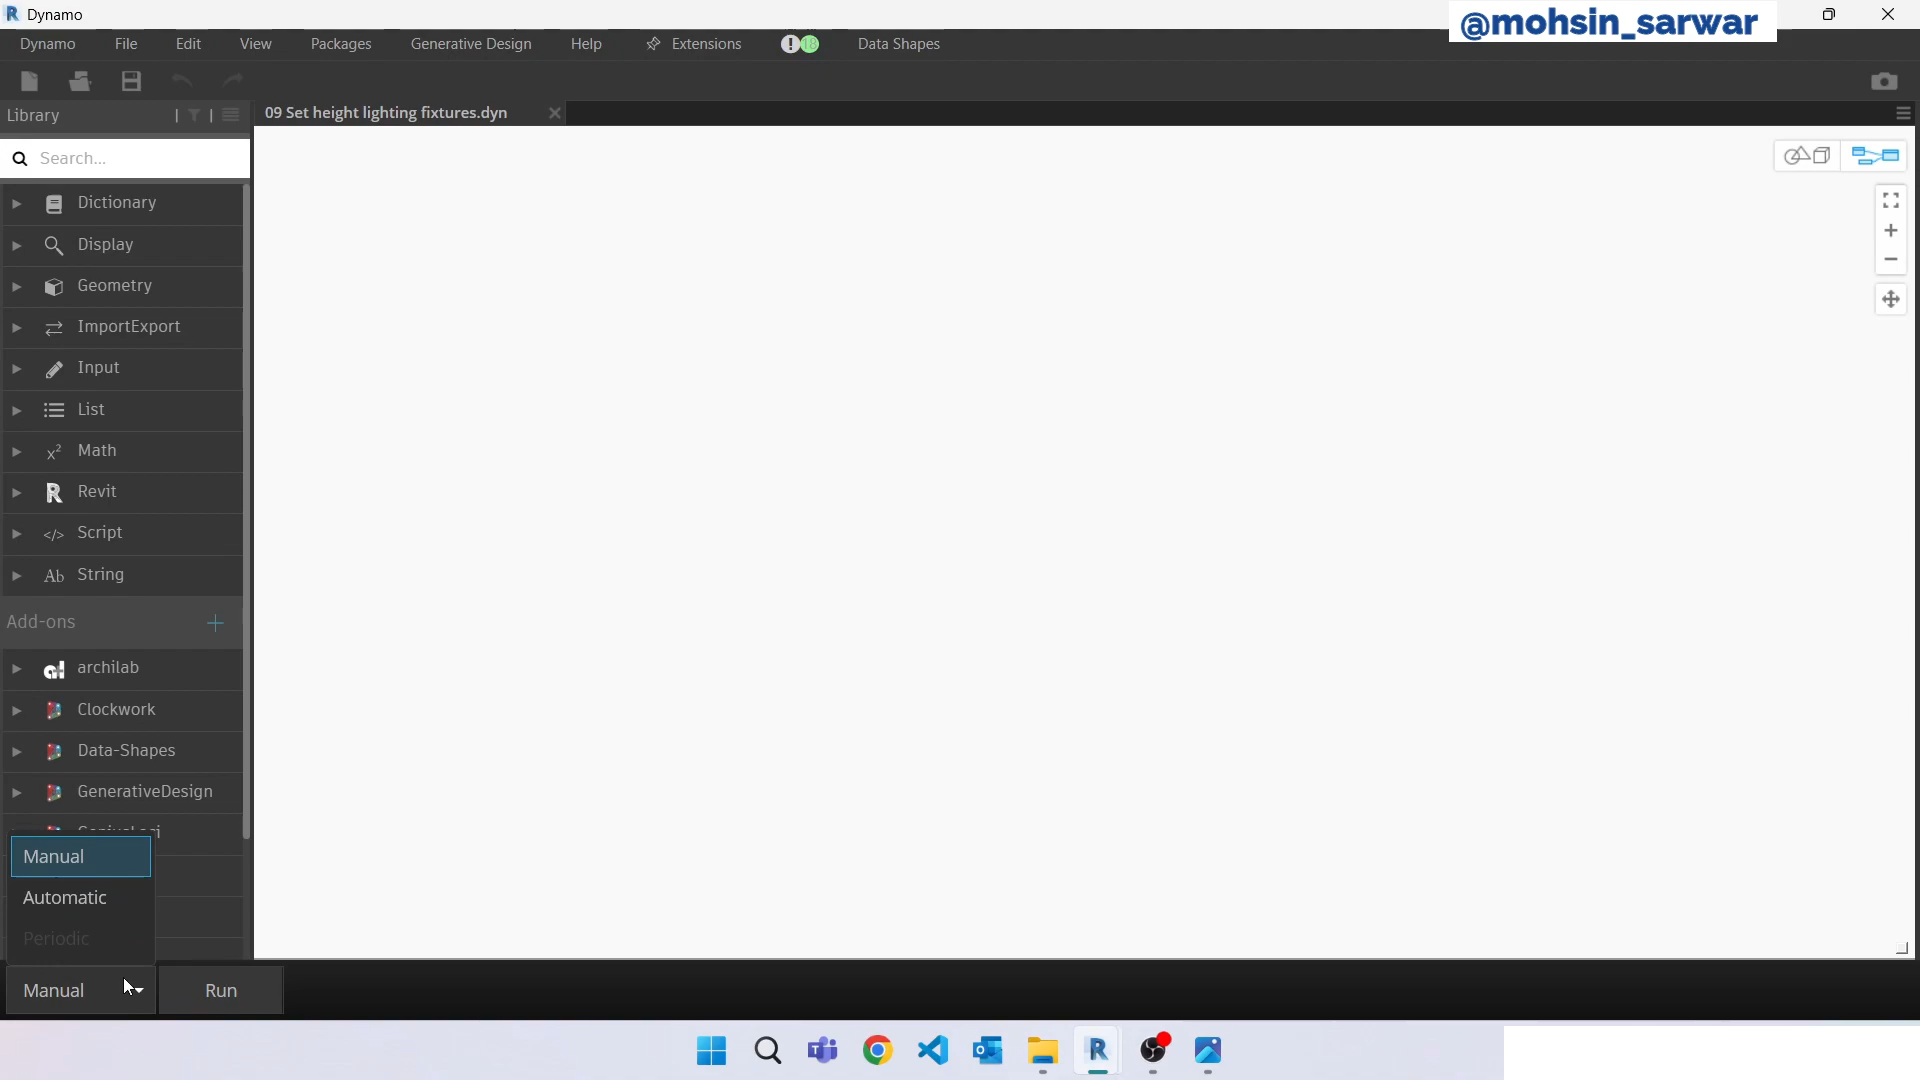 Dynamo
@mohsin_sarwar
Dynamo File Edit View Packages Generative Design Help Extensions ! 18 Data Shapes
Library
09 Set height lighting fixtures.dyn
Search...
Dictionary
Display
Geometry
ImportExport
Input
List
Math
Revit
Script
Ab String
Add-ons
archilab
Clockwork
Data-Shapes
GenerativeDesign
Manual
Automatic
Periodic
Manual Run